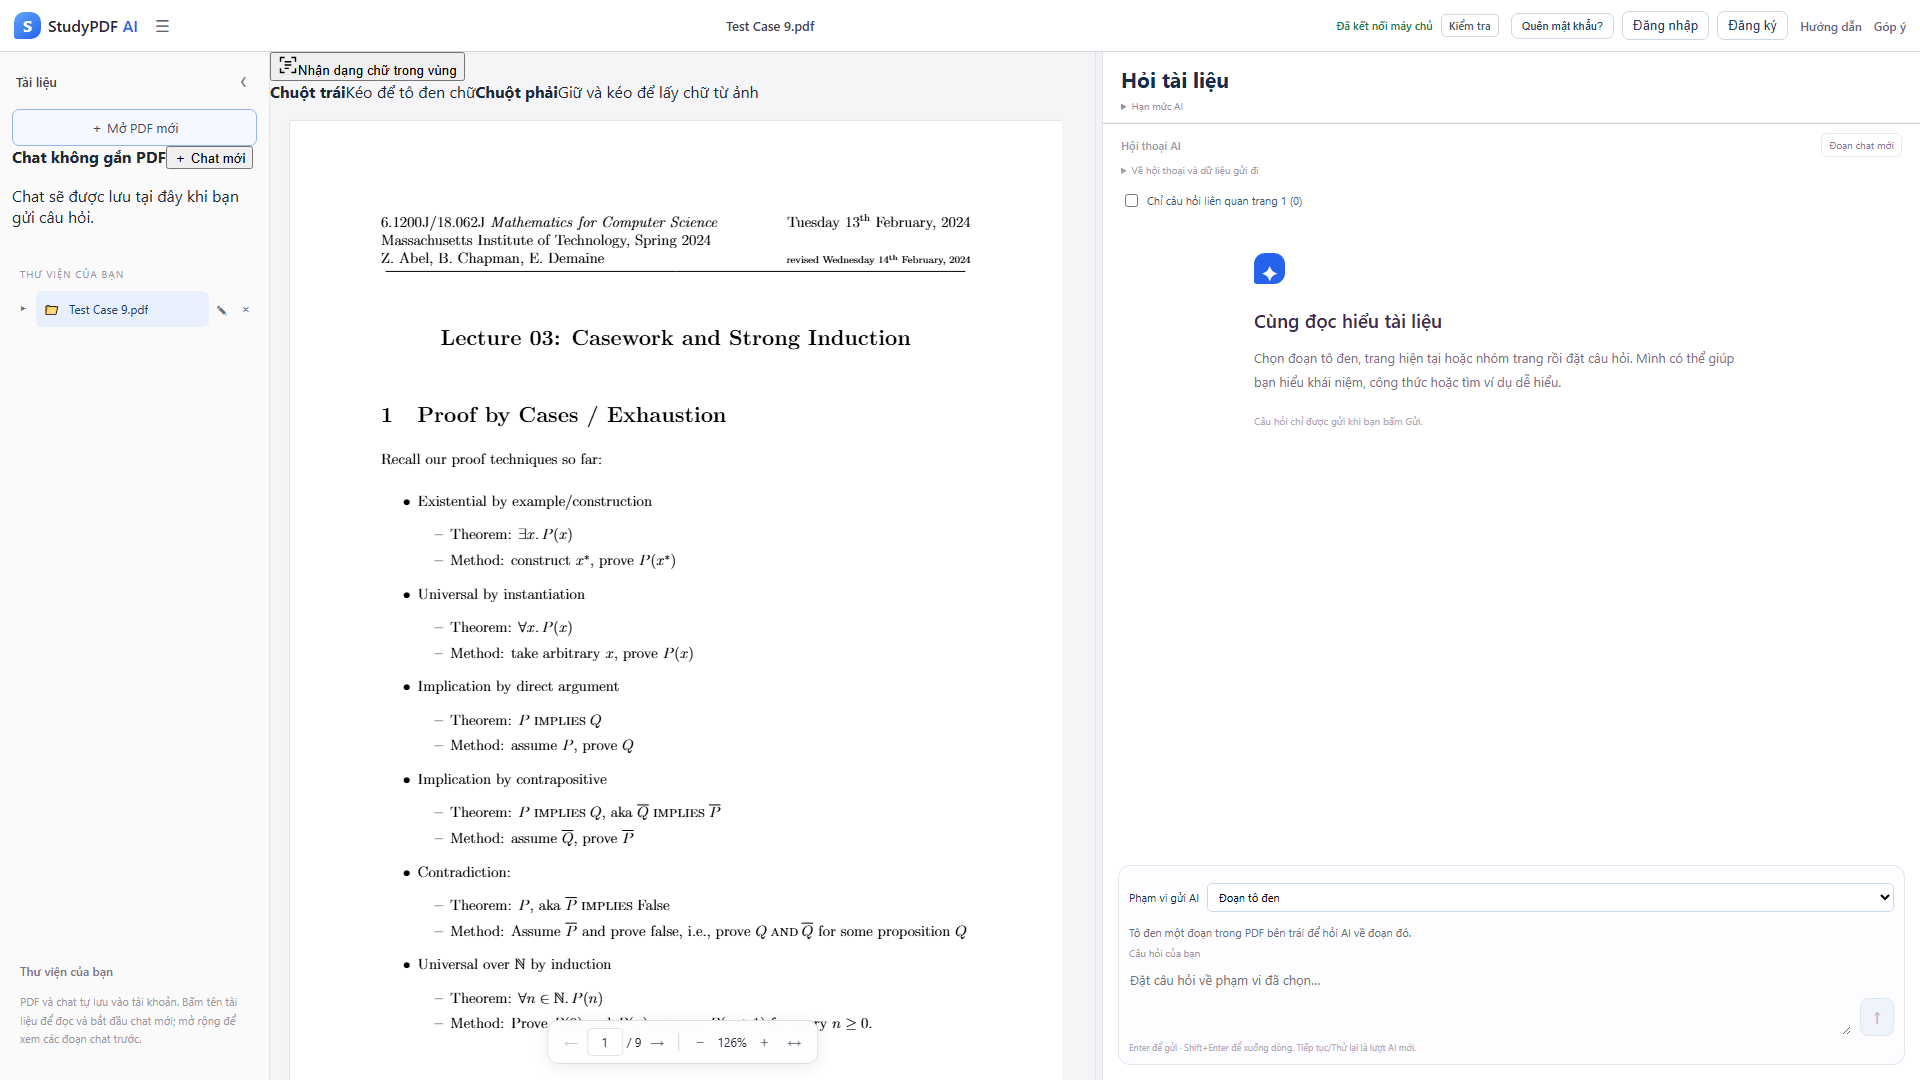 S StudyPDF AI ☰
Test Case 9.pdf
Đã kết nối máy chủ Kiểm tra Quên mật khẩu? Đăng nhập Đăng ký Hướng dẫn Góp ý
Tài liệu
+ Mở PDF mới
Chat không gắn PDF + Chat mới
Chat sẽ được lưu tại đây khi bạn
gửi câu hỏi.
THƯ VIỆN CỦA BẠN
Test Case 9.pdf ×
Thư viện của bạn
PDF và chat tự lưu vào tài khoản. Bấm tên tài
liệu để đọc và bắt đầu chat mới; mở rộng để
xem các đoạn chat trước.
Nhận dạng chữ trong vùng
Chuột tráiKéo để tô đen chữChuột phảiGiữ và kéo để lấy chữ từ ảnh
6.1200J/18.062J Mathematics for Computer Science Tuesday 13th February, 2024
Massachusetts Institute of Technology, Spring 2024
Z. Abel, B. Chapman, E. Demaine revised Wednesday 14th February, 2024
Lecture 03: Casework and Strong Induction
1 Proof by Cases / Exhaustion
Recall our proof techniques so far:
• Existential by example/construction
– Theorem: ∃x. P(x)
– Method: construct x*, prove P(x*)
• Universal by instantiation
– Theorem: ∀x. P(x)
– Method: take arbitrary x, prove P(x)
• Implication by direct argument
– Theorem: P IMPLIES Q
– Method: assume P, prove Q
• Implication by contrapositive
– Theorem: P IMPLIES Q, aka Q̅ IMPLIES P̅
– Method: assume Q̅, prove P̅
• Contradiction:
– Theorem: P, aka P̅ IMPLIES False
– Method: Assume P̅ and prove false, i.e., prove Q AND Q̅ for some proposition Q
• Universal over ℕ by induction
– Theorem: ∀n ∈ ℕ. P(n)
– Method: Prove n ≥ 0.
← 1 / 9 → − 126% + ↔
Hỏi tài liệu
▶ Hạn mức AI
Hội thoại AI Đoạn chat mới
▶ Về hội thoại và dữ liệu gửi đi
Chỉ câu hỏi liên quan trang 1 (0)
Cùng đọc hiểu tài liệu
Chọn đoạn tô đen, trang hiện tại hoặc nhóm trang rồi đặt câu hỏi. Mình có thể giúp
bạn hiểu khái niệm, công thức hoặc tìm ví dụ dễ hiểu.
Câu hỏi chỉ được gửi khi bạn bấm Gửi.
Phạm vi gửi AI Đoạn tô đen
Tô đen một đoạn trong PDF bên trái để hỏi AI về đoạn đó.
Câu hỏi của bạn
Đặt câu hỏi về phạm vi đã chọn...
↑
Enter để gửi · Shift+Enter để xuống dòng. Tiếp tục/Thử lại là lượt AI mới.